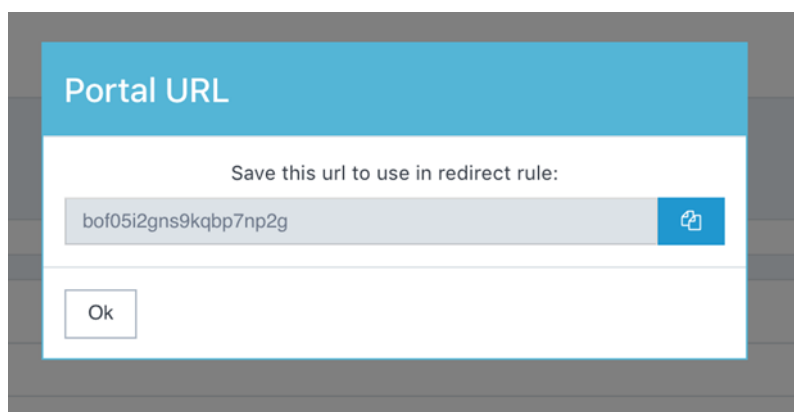 Portal URL
Save this url to use in redirect rule:
bof05i2gns9kqbp7np2g
Ok